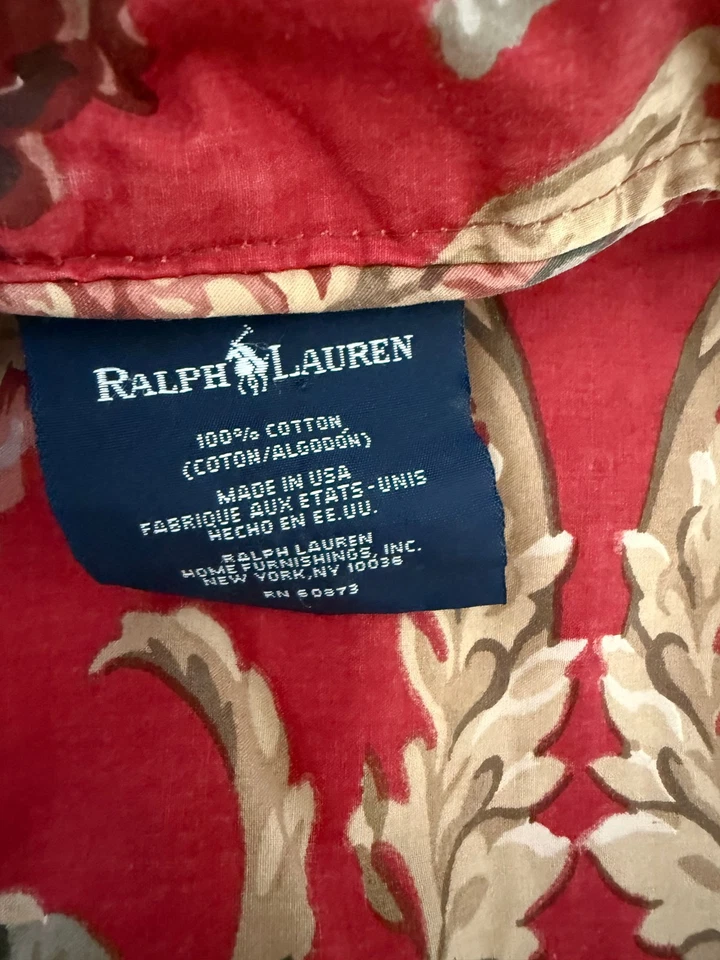 RALPH LAUREN
100% COTTON
(COTON/ALGODÓN)
MADE IN USA
FABRIQUE AUX ETATS-UNIS
HECHO EN EE.UU.
RALPH LAUREN
HOME FURNISHINGS, INC.
NEW YORK, NY 10036
RN 60873